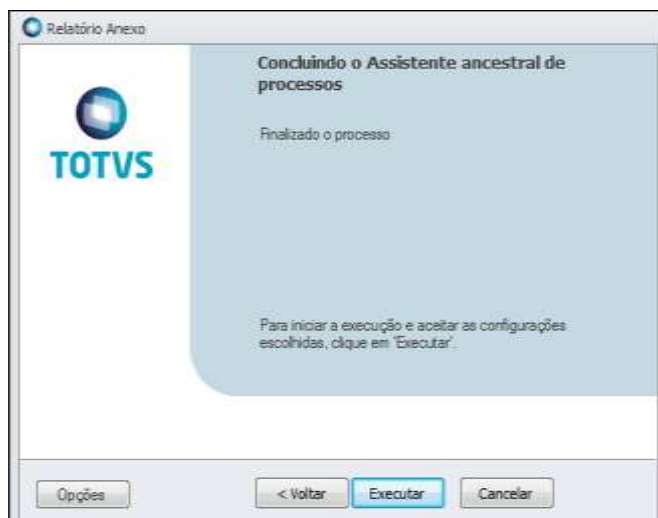 Relatório Anexo
Concluindo o Assistente ancestral de
processos
TOTVS
Finalizado o processo
Para iniciar a execução e aceitar as configurações
escolhidas, clique em 'Executar'.
Opções
< Voltar
Executar
Cancelar